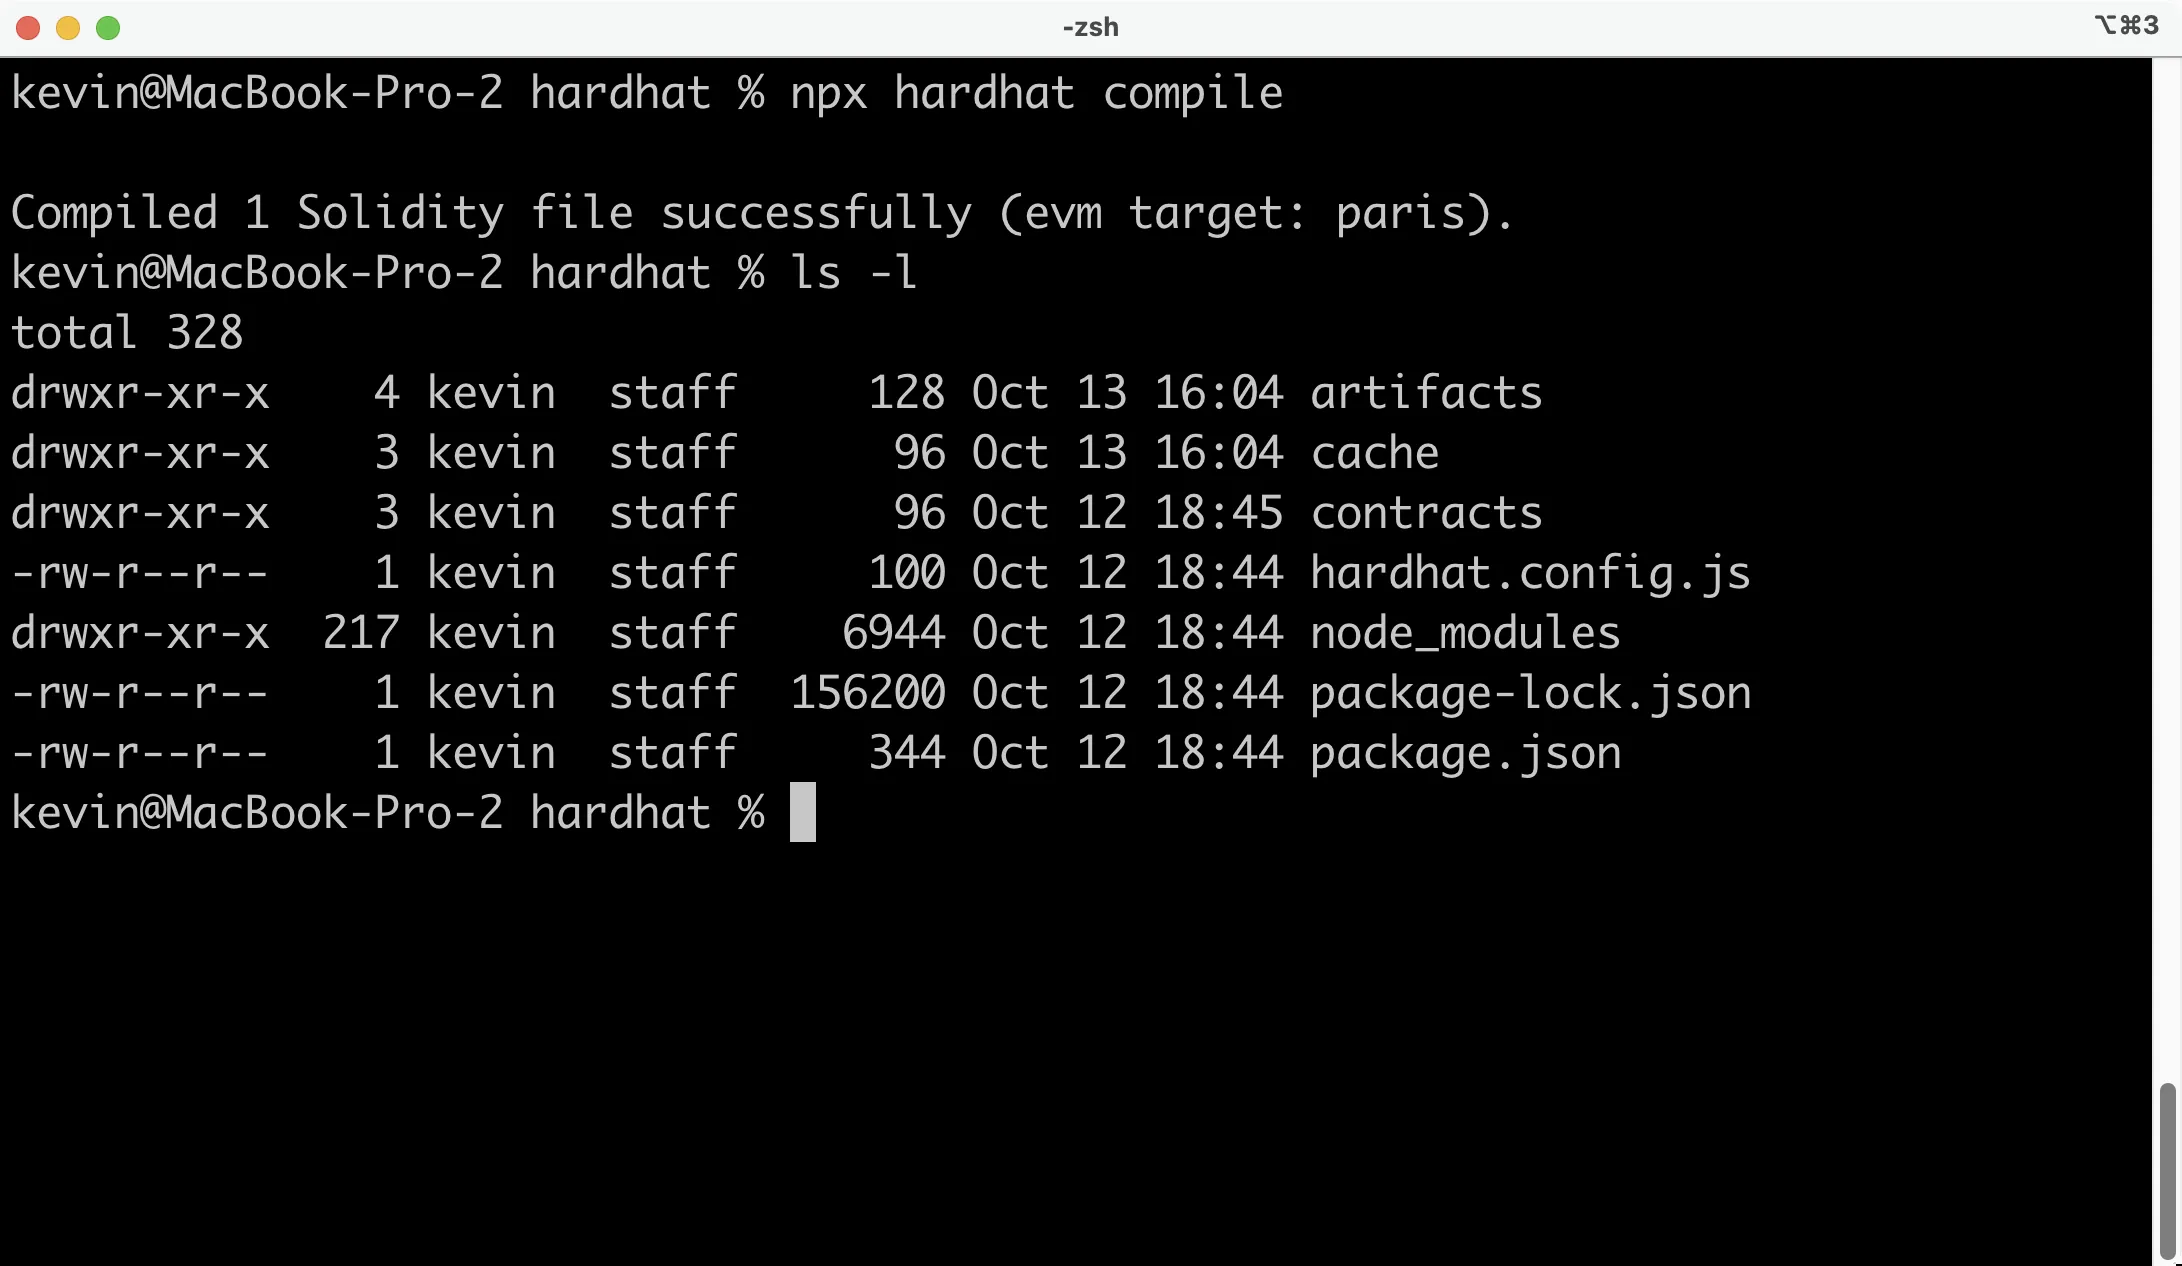 -zsh
⌥⌘3
kevin@MacBook-Pro-2 hardhat % npx hardhat compile
Compiled 1 Solidity file successfully (evm target: paris).
kevin@MacBook-Pro-2 hardhat % ls -l
total 328
drwxr-xr-x    4 kevin  staff     128 Oct 13 16:04 artifacts
drwxr-xr-x    3 kevin  staff      96 Oct 13 16:04 cache
drwxr-xr-x    3 kevin  staff      96 Oct 12 18:45 contracts
-rw-r--r--    1 kevin  staff     100 Oct 12 18:44 hardhat.config.js
drwxr-xr-x  217 kevin  staff    6944 Oct 12 18:44 node_modules
-rw-r--r--    1 kevin  staff  156200 Oct 12 18:44 package-lock.json
-rw-r--r--    1 kevin  staff     344 Oct 12 18:44 package.json
kevin@MacBook-Pro-2 hardhat %